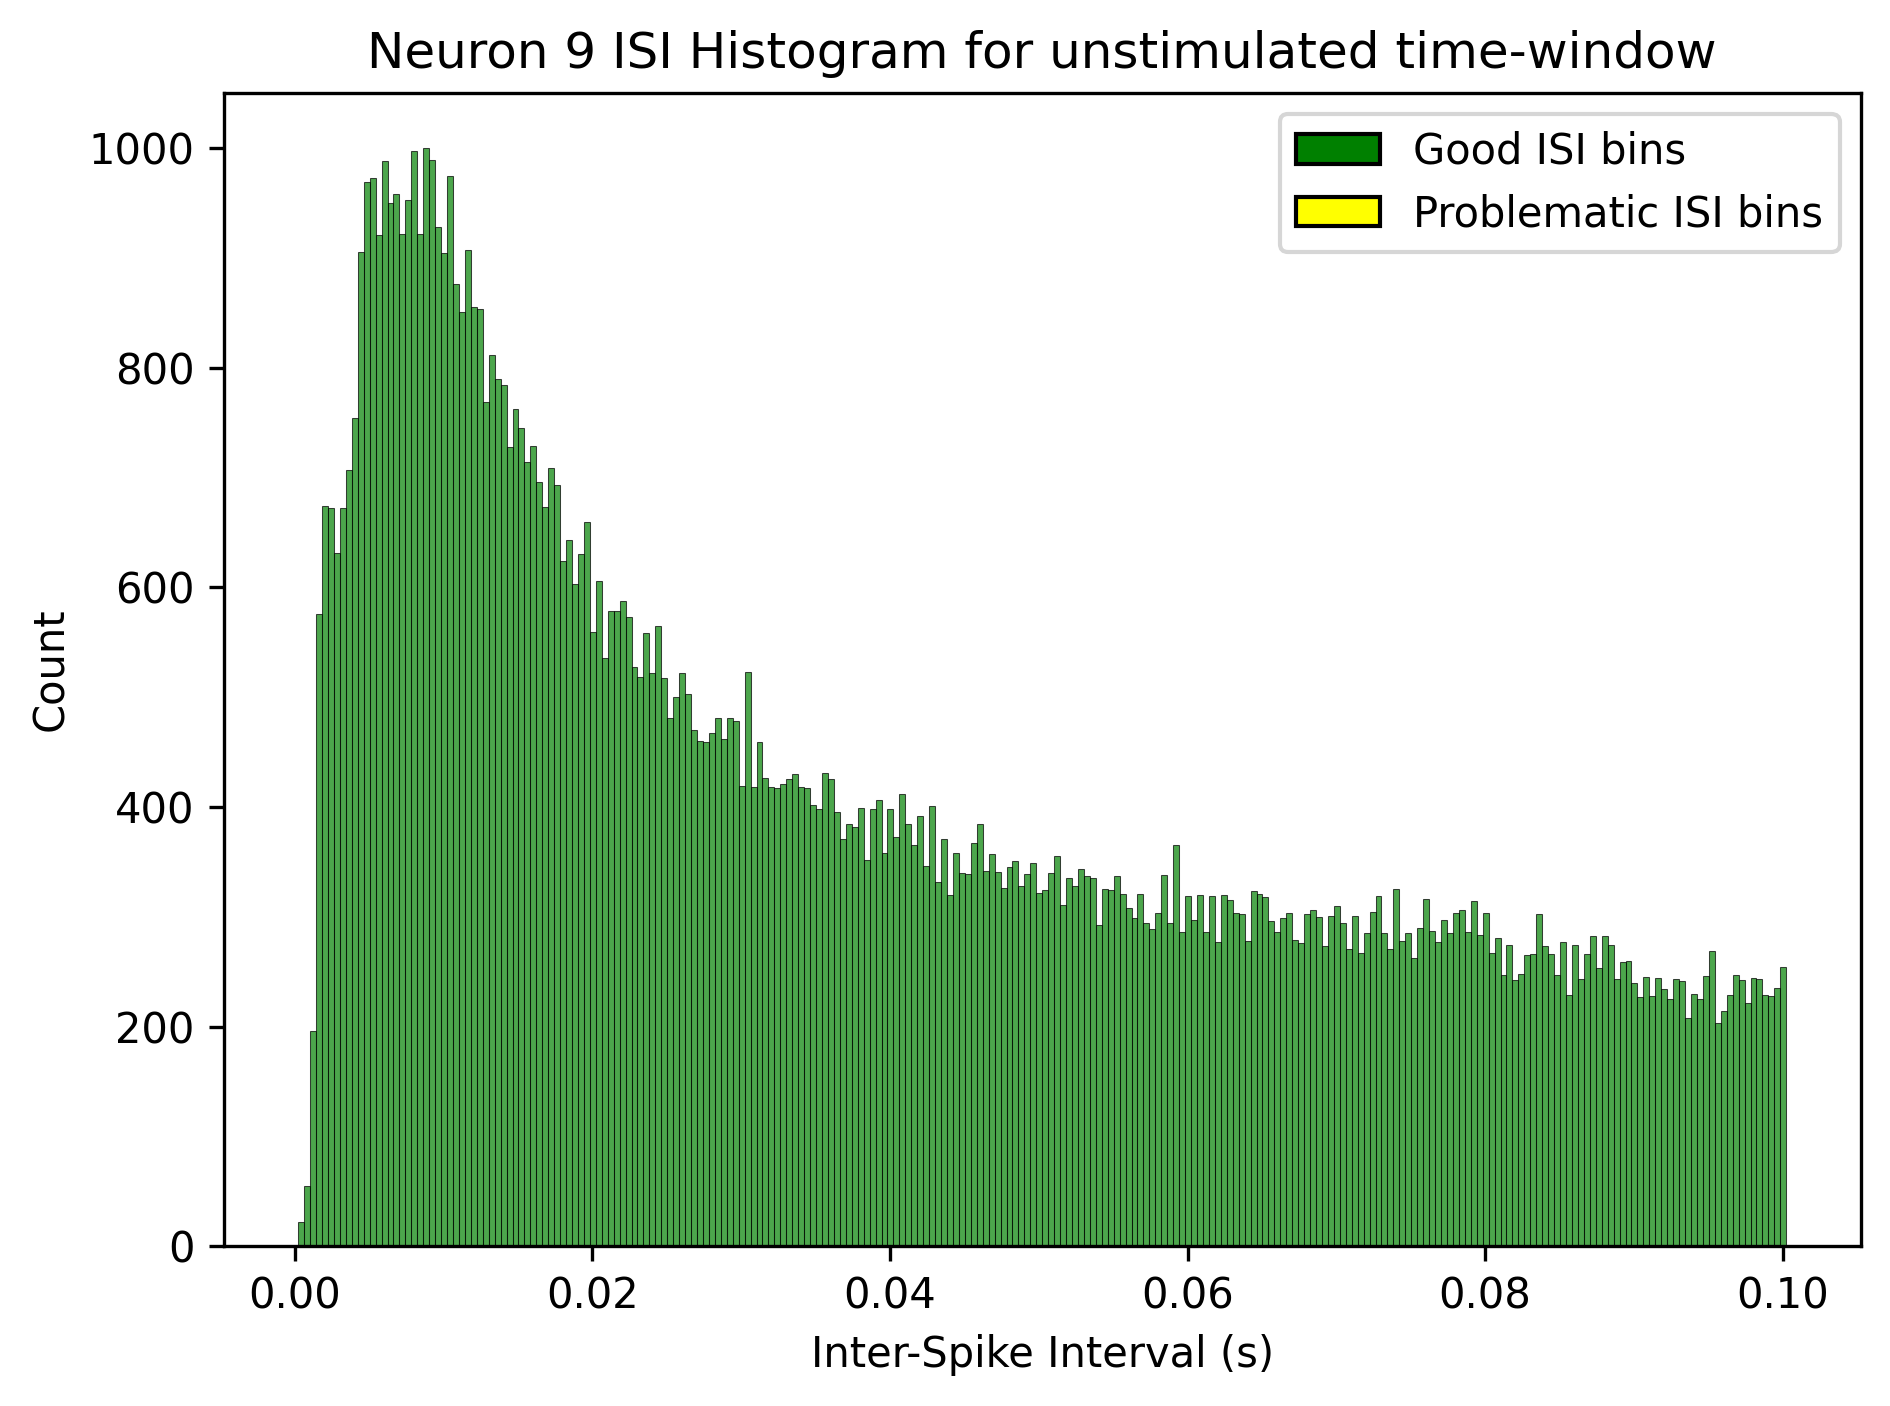 Neuron 9 ISI Histogram for unstimulated time-window
Good ISI bins
Problematic ISI bins
Count
1000
800
600
400
200
0
0.00 0.02 0.04 0.06 0.08 0.10
Inter-Spike Interval (s)